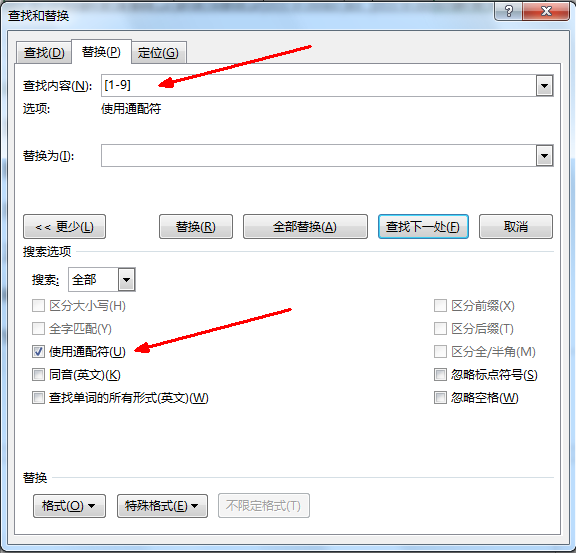 查找和替换
查找(D) 替换(P) 定位(G)
查找内容(N): [1-9]
选项: 使用通配符
替换为(I):
<< 更少(L) 替换(R) 全部替换(A) 查找下一处(F) 取消
搜索选项
搜索: 全部
区分大小写(H) 区分前缀(X)
全字匹配(Y) 区分后缀(T)
使用通配符(U) 区分全/半角(M)
同音(英文)(K) 忽略标点符号(S)
查找单词的所有形式(英文)(W) 忽略空格(W)
替换
格式(O) 特殊格式(E) 不限定格式(T)